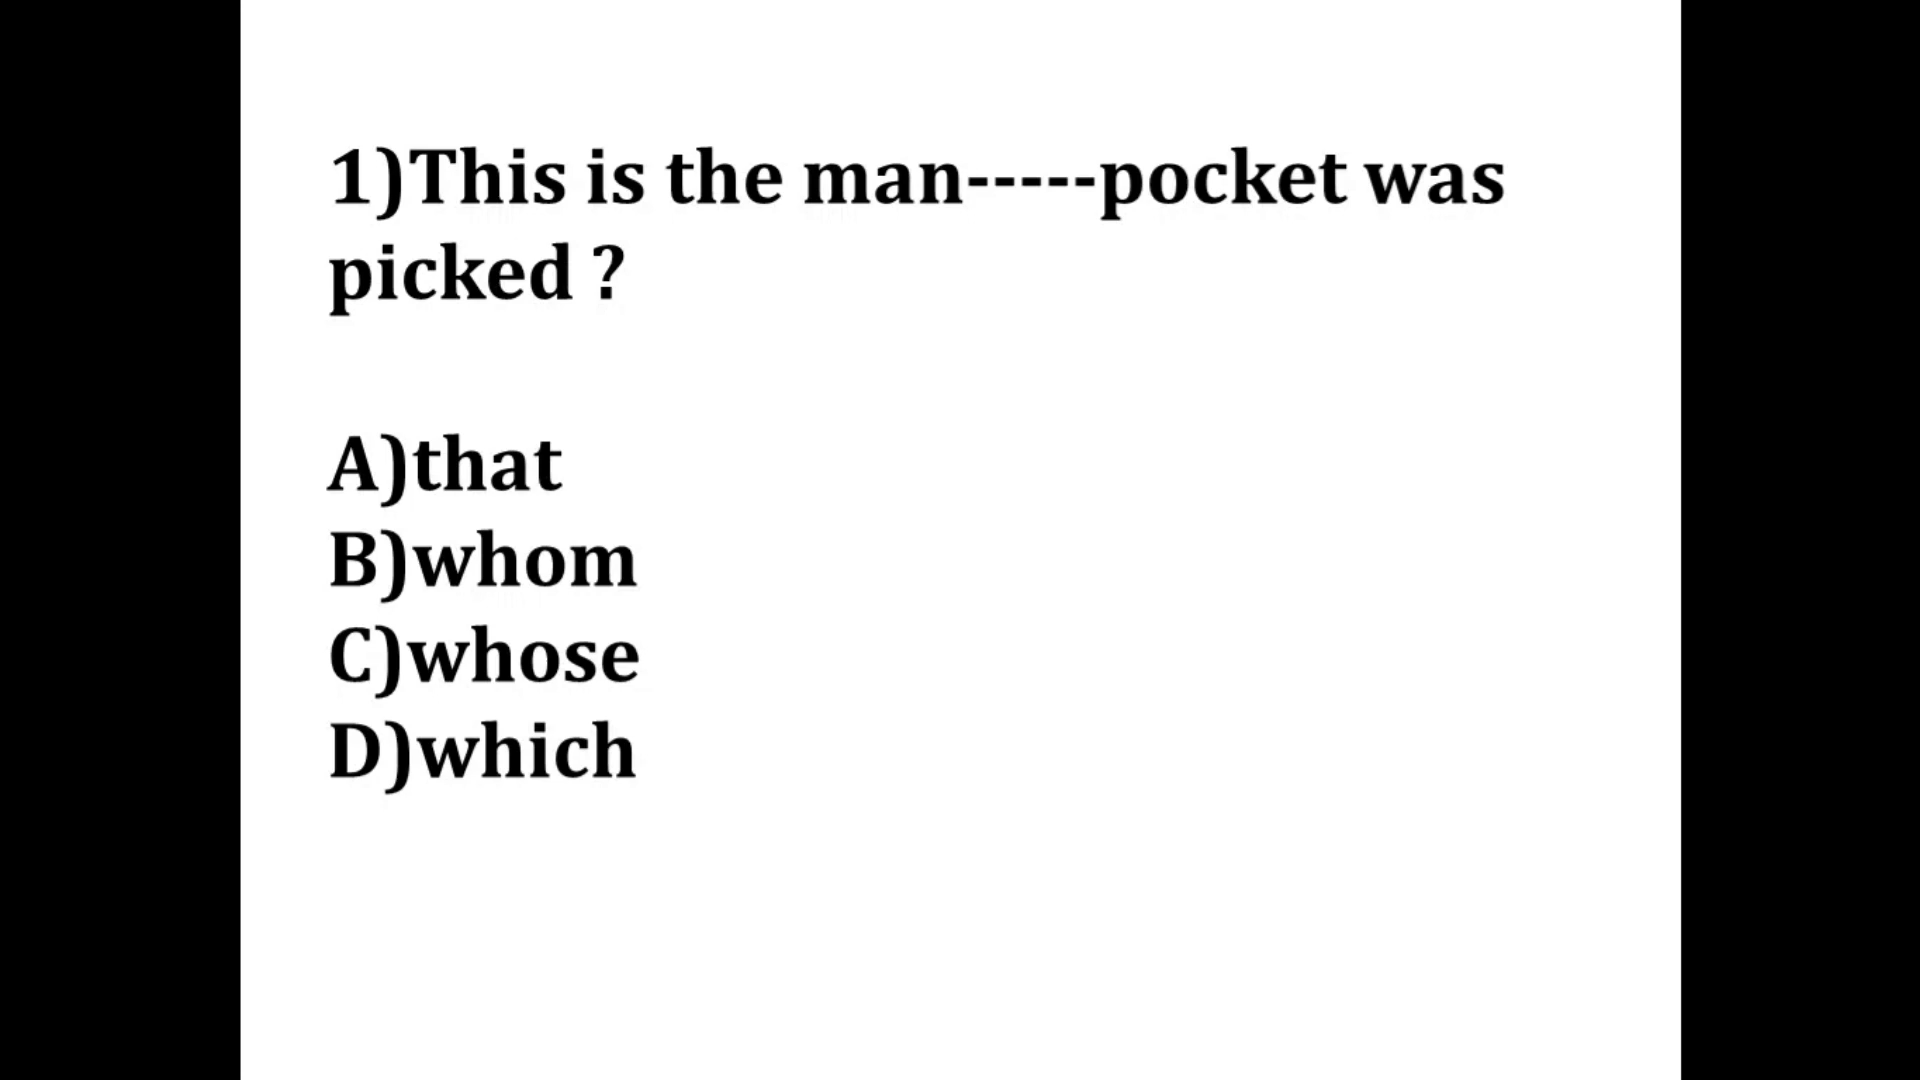 1)This is the man-----pocket was
picked ?
A)that
B)whom
C)whose
D)which